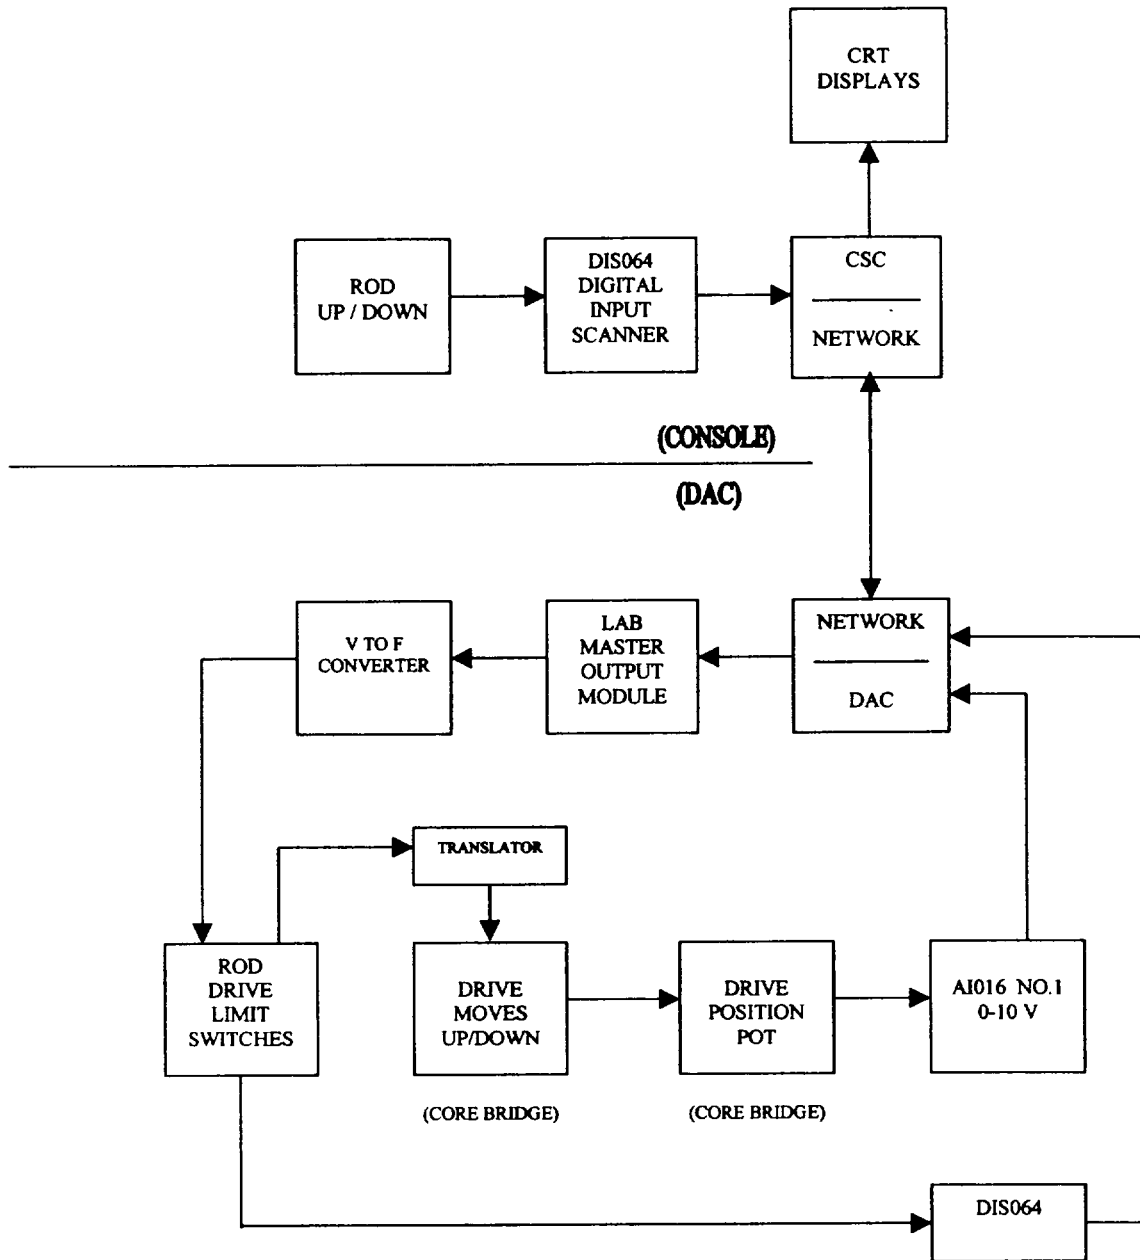 CRT
DISPLAYS
ROD
UP / DOWN
DIS064
DIGITAL
INPUT
SCANNER
CSC
NETWORK
(CONSOLE)
(DAC)
V TO F
CONVERTER
LAB
MASTER
OUTPUT
MODULE
NETWORK
DAC
TRANSLATOR
ROD
DRIVE
LIMIT
SWITCHES
DRIVE
MOVES
UP/DOWN
(CORE BRIDGE)
DRIVE
POSITION
POT
(CORE BRIDGE)
AI016 NO.1
0-10 V
DIS064